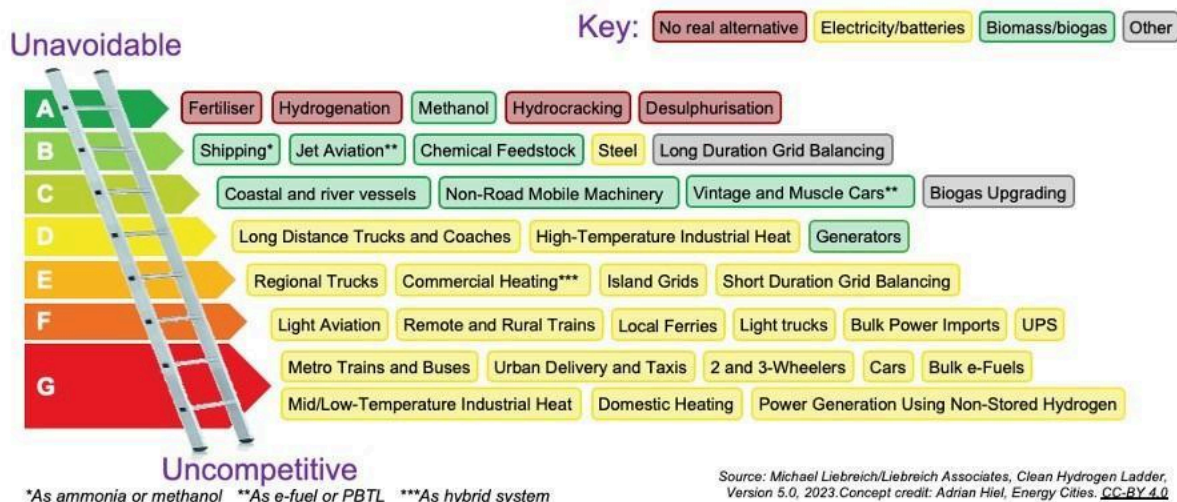 Key: No real alternative Electricity/batteries Biomass/biogas Other
Unavoidable
A Fertiliser Hydrogenation Methanol Hydrocracking Desulphurisation
B Shipping* Jet Aviation** Chemical Feedstock Steel Long Duration Grid Balancing
C Coastal and river vessels Non-Road Mobile Machinery Vintage and Muscle Cars** Biogas Upgrading
D Long Distance Trucks and Coaches High-Temperature Industrial Heat Generators
E Regional Trucks Commercial Heating*** Island Grids Short Duration Grid Balancing
F Light Aviation Remote and Rural Trains Local Ferries Light trucks Bulk Power Imports UPS
G Metro Trains and Buses Urban Delivery and Taxis 2 and 3-Wheelers Cars Bulk e-Fuels
Mid/Low-Temperature Industrial Heat Domestic Heating Power Generation Using Non-Stored Hydrogen
Uncompetitive
*As ammonia or methanol **As e-fuel or PBTL ***As hybrid system
Source: Michael Liebreich/Liebreich Associates, Clean Hydrogen Ladder,
Version 5.0, 2023.Concept credit: Adrian Hiel, Energy Cities. CC-BY 4.0